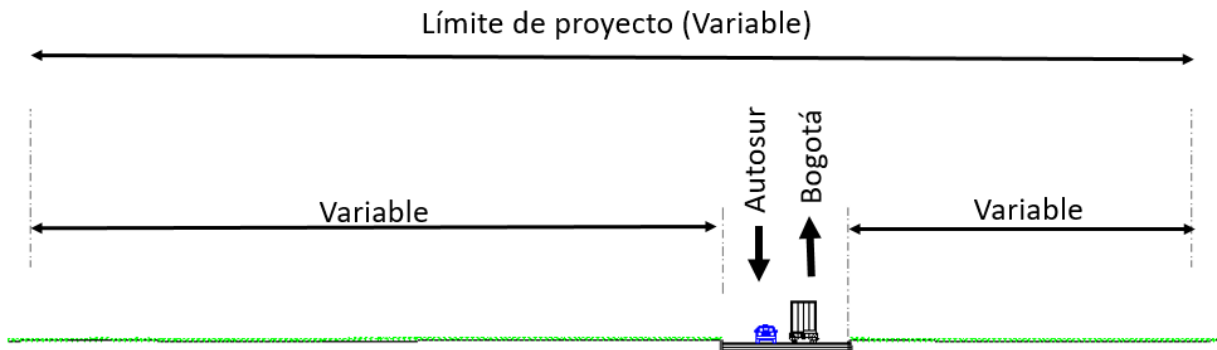 Límite de proyecto (Variable)
Autosur
Bogotá
Variable
Variable